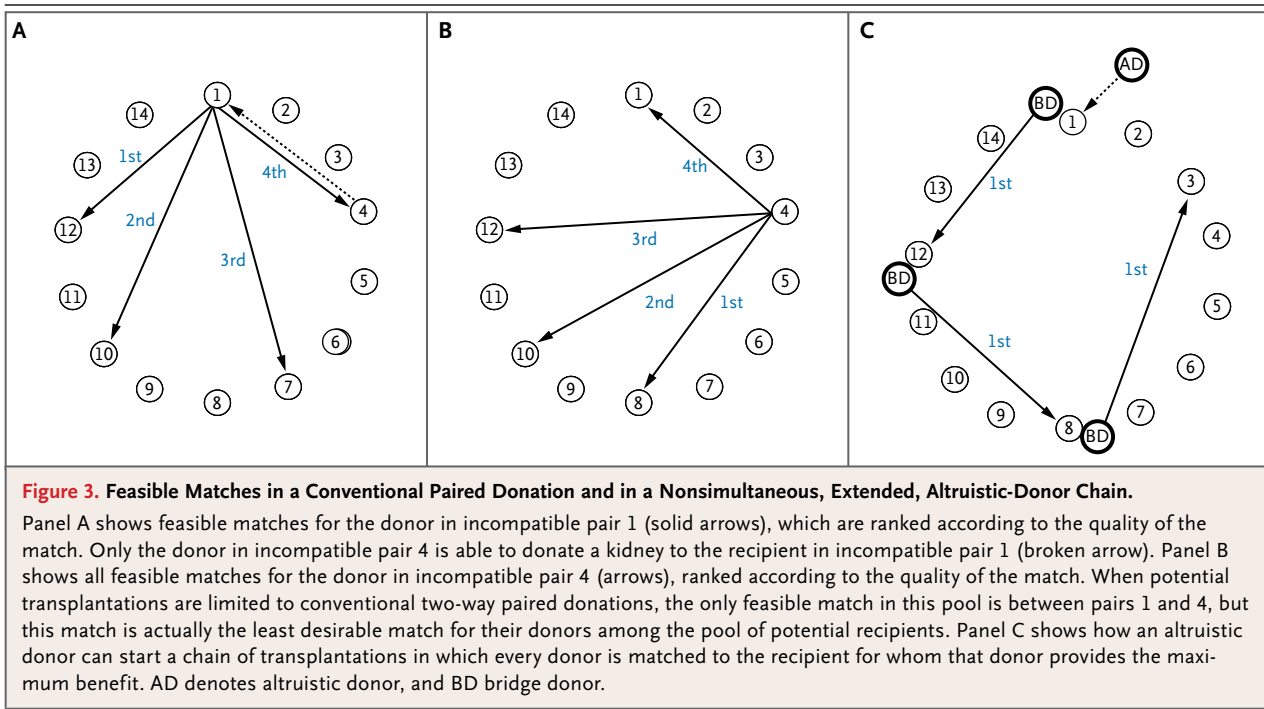 A
1
2
3
4
5
6
7
8
9
10
11
12
13
14
1st
2nd
3rd
4th
B
1
2
3
4
5
6
7
8
9
10
11
12
13
14
4th
3rd
2nd
1st
C
AD
BD
1
2
3
4
5
6
7
BD
8
9
10
11
BD
12
13
14
1st
1st
1st
Figure 3. Feasible Matches in a Conventional Paired Donation and in a Nonsimultaneous, Extended, Altruistic-Donor Chain.
Panel A shows feasible matches for the donor in incompatible pair 1 (solid arrows), which are ranked according to the quality of the
match. Only the donor in incompatible pair 4 is able to donate a kidney to the recipient in incompatible pair 1 (broken arrow). Panel B
shows all feasible matches for the donor in incompatible pair 4 (arrows), ranked according to the quality of the match. When potential
transplantations are limited to conventional two-way paired donations, the only feasible match in this pool is between pairs 1 and 4, but
this match is actually the least desirable match for their donors among the pool of potential recipients. Panel C shows how an altruistic
donor can start a chain of transplantations in which every donor is matched to the recipient for whom that donor provides the maxi-
mum benefit. AD denotes altruistic donor, and BD bridge donor.